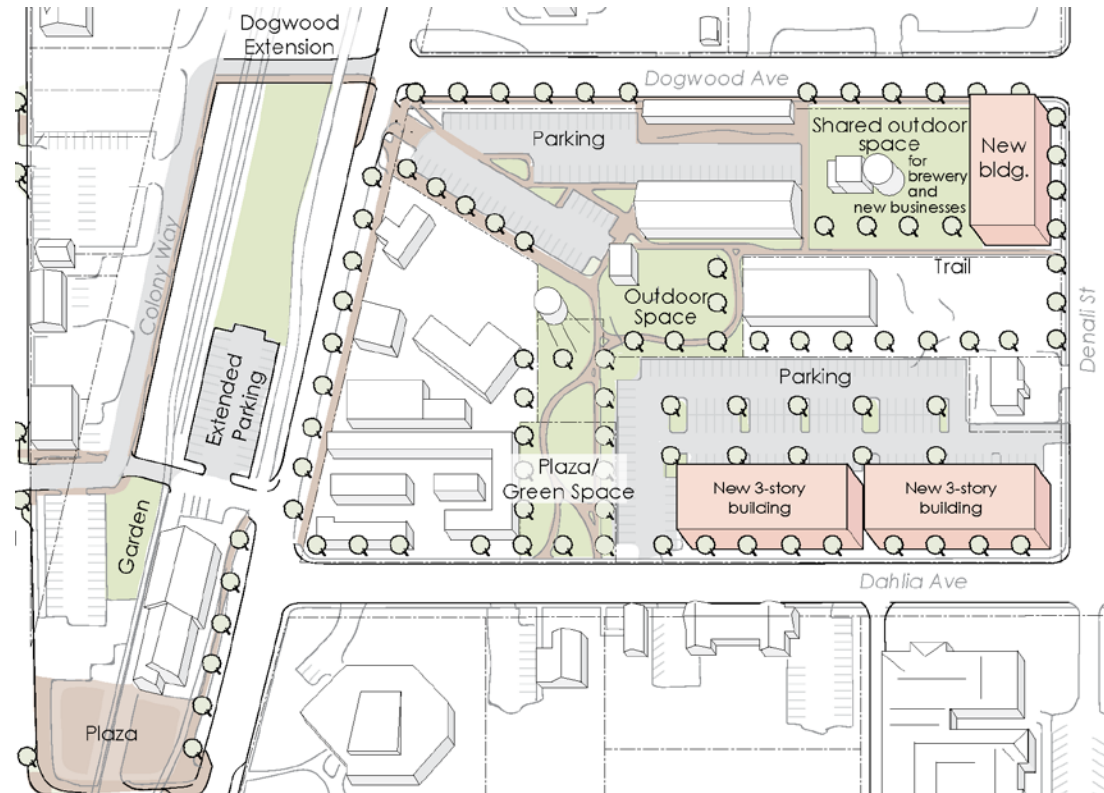 Dogwood
Extension
Dogwood Ave
Parking
Shared outdoor
space
for
brewery
and
new businesses
New
bldg.
Colony Way
Trail
Outdoor
Space
Denali St
Extended
Parking
Parking
Plaza/
Green Space
New 3-story
building
New 3-story
building
Garden
Dahlia Ave
Plaza